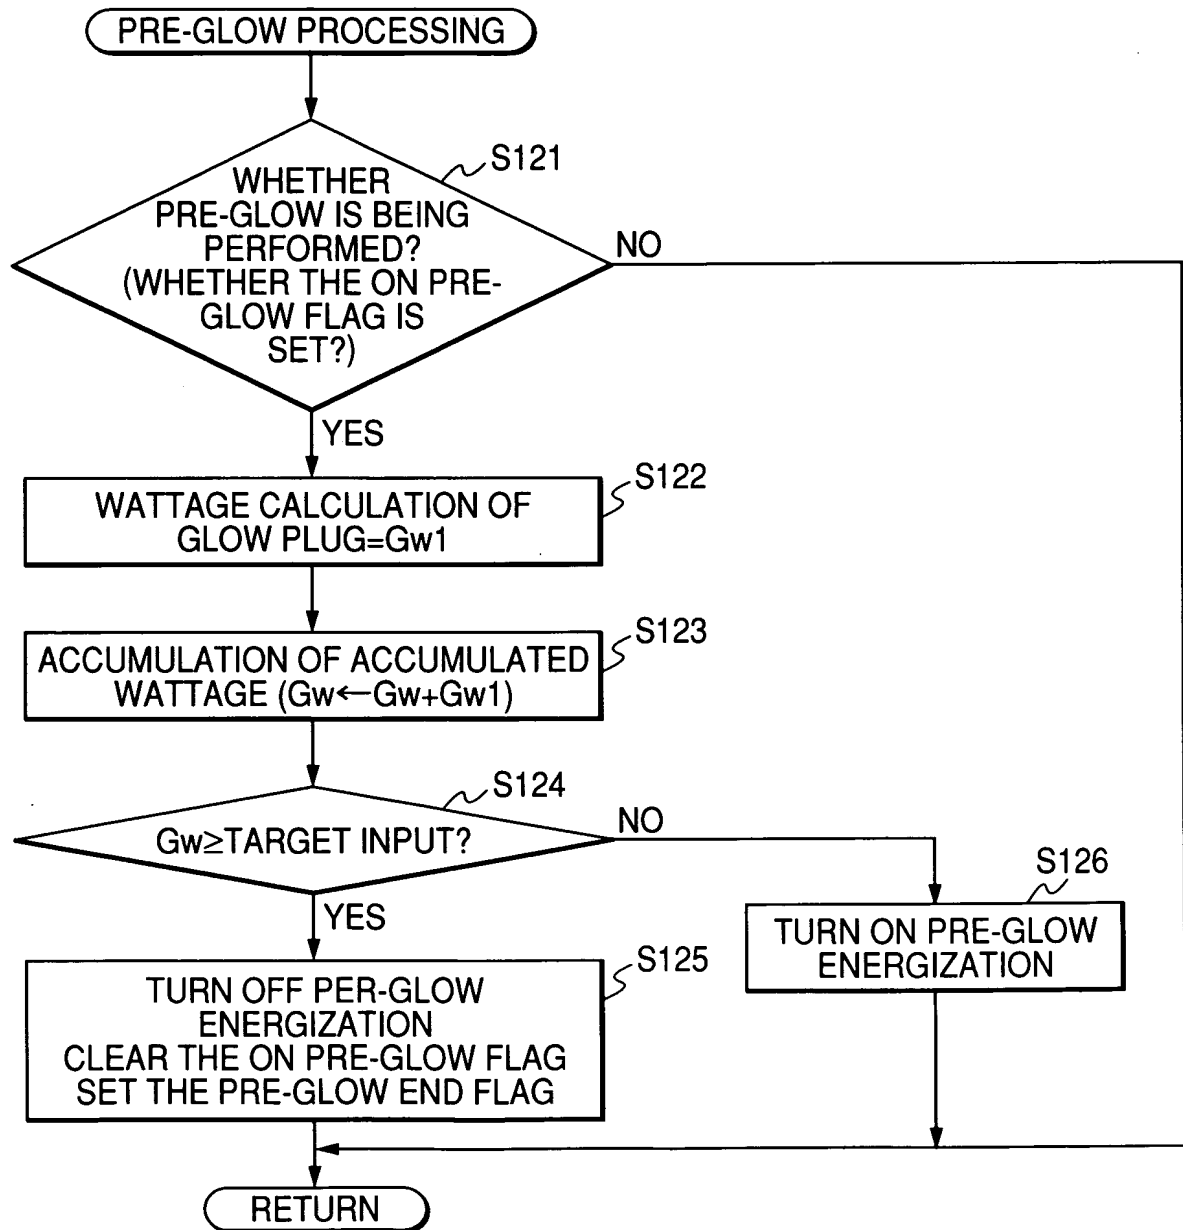 PRE-GLOW PROCESSING
S121
WHETHER
PRE-GLOW IS BEING
PERFORMED?
(WHETHER THE ON PRE-
GLOW FLAG IS
SET?)
NO
YES
S122
WATTAGE CALCULATION OF
GLOW PLUG=Gw1
S123
ACCUMULATION OF ACCUMULATED
WATTAGE (Gw←Gw+Gw1)
S124
Gw≥TARGET INPUT?
NO
YES
S126
TURN ON PRE-GLOW
ENERGIZATION
S125
TURN OFF PER-GLOW
ENERGIZATION
CLEAR THE ON PRE-GLOW FLAG
SET THE PRE-GLOW END FLAG
RETURN